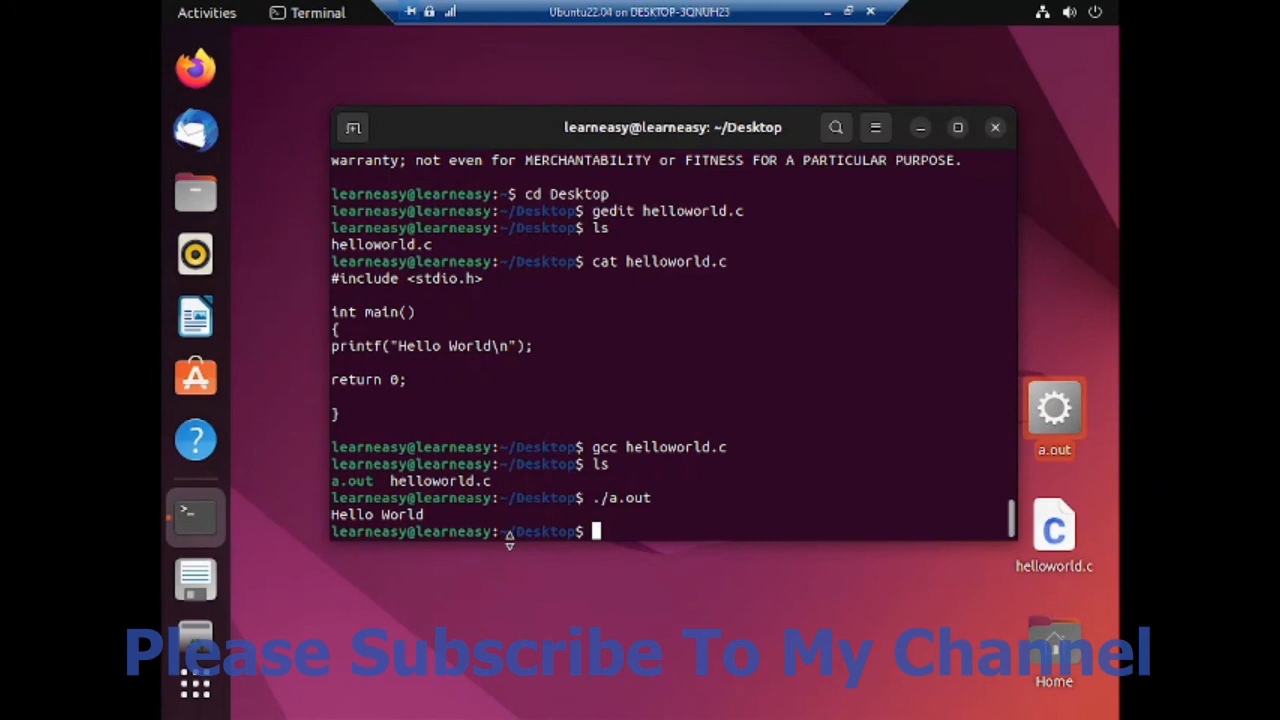 Activities
Terminal
Ubuntu22.04 on DESKTOP-3QNUH23
learneasy@learneasy: ~/Desktop
warranty; not even for MERCHANTABILITY or FITNESS FOR A PARTICULAR PURPOSE.
learneasy@learneasy:~$ cd Desktop
learneasy@learneasy:~/Desktop$ gedit helloworld.c
learneasy@learneasy:~/Desktop$ ls
helloworld.c
learneasy@learneasy:~/Desktop$ cat helloworld.c
#include <stdio.h>
int main()
{
printf("Hello World\n");
return 0;
}
learneasy@learneasy:~/Desktop$ gcc helloworld.c
learneasy@learneasy:~/Desktop$ ls
a.out  helloworld.c
learneasy@learneasy:~/Desktop$ ./a.out
Hello World
learneasy@learneasy:~/Desktop$
a.out
C
helloworld.c
Please Subscribe To My Channel
Home